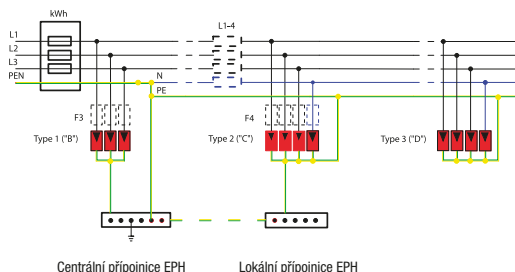 kWh
L1-4
L1
L2
L3
PEN
N
PE
F3
F4
Type 1 ("B")
Type 2 ("C")
Type 3 ("D")
Centrální přípojnice EPH
Lokální přípojnice EPH